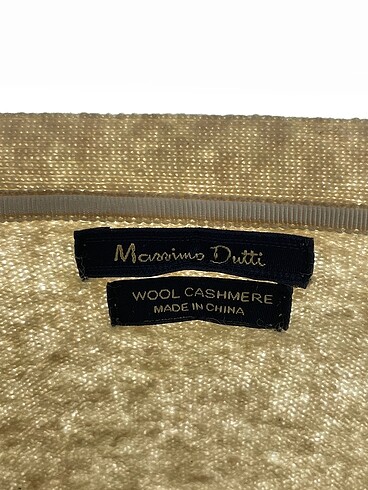 Massimo Dutti
WOOL CASHMERE
MADE IN CHINA